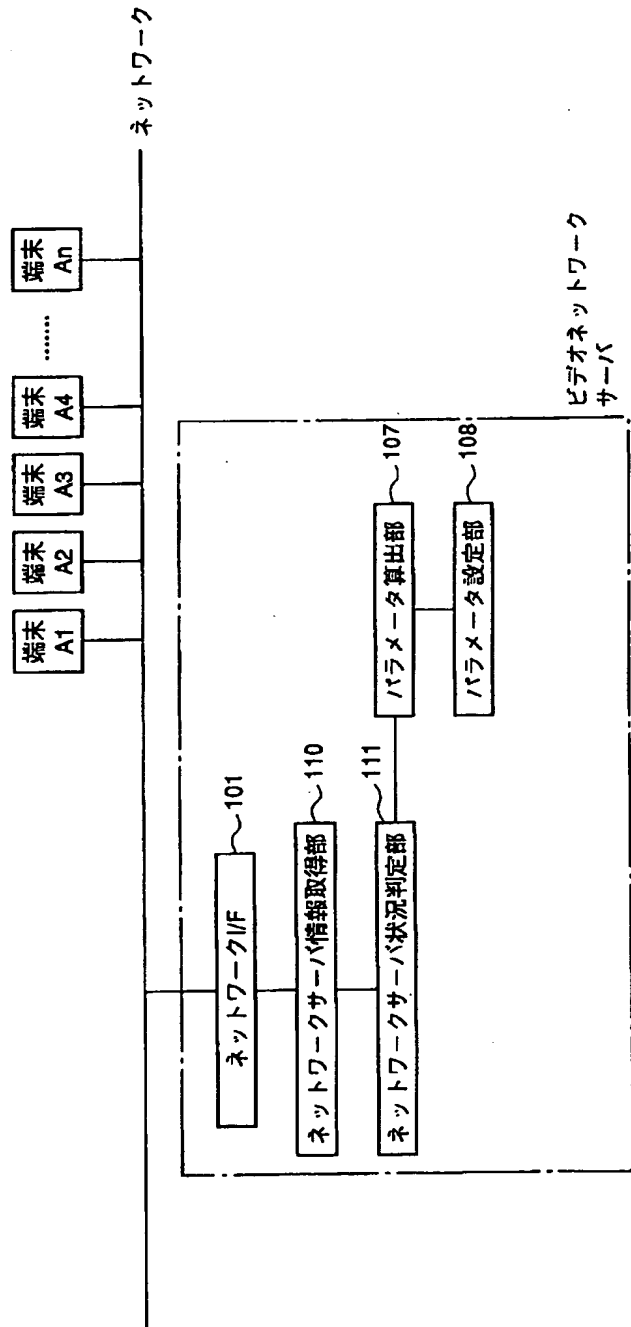 端末
A1
端末
A2
端末
A3
端末
A4
.......
端末
An
ネットワーク
ネットワークI/F
101
ネットワークサーバ情報取得部
110
ネットワークサーバ状況判定部
111
パラメータ算出部
107
パラメータ設定部
108
ビデオネットワーク
サーバ